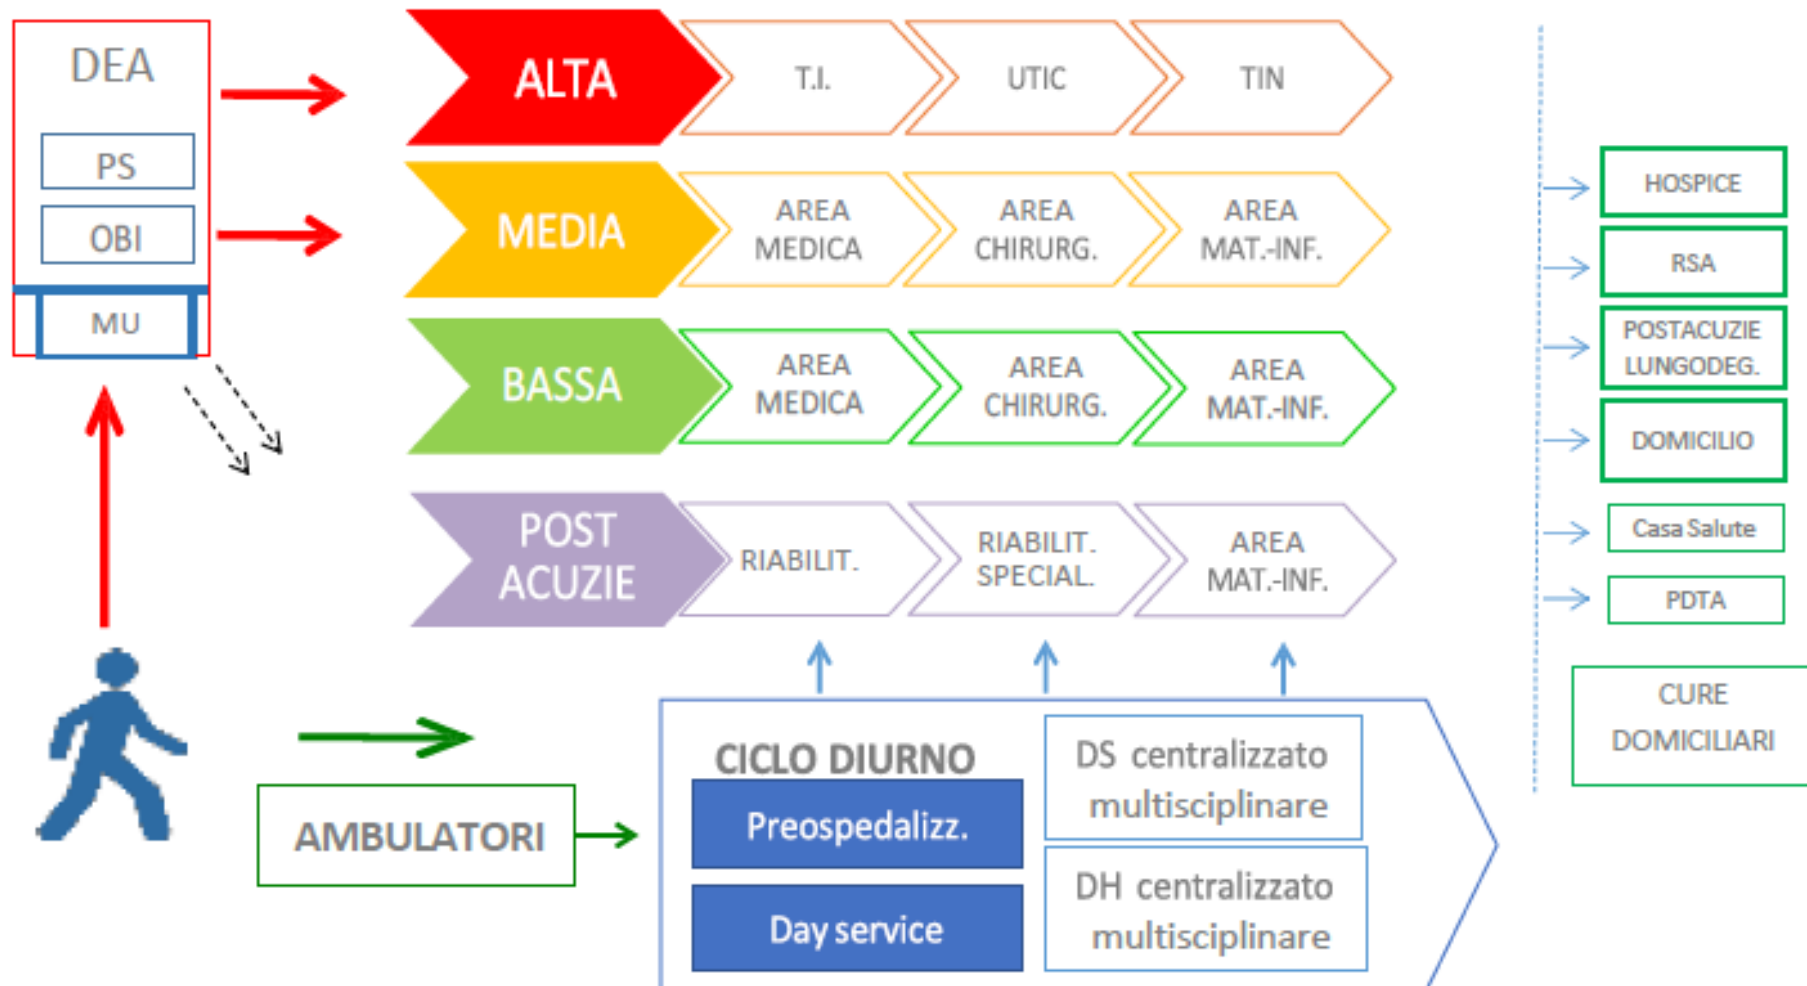 DEA
PS
OBI
MU
ALTA
T.I.
UTIC
TIN
MEDIA
AREA
MEDICA
AREA
CHIRURG.
AREA
MAT.-INF.
BASSA
AREA
MEDICA
AREA
CHIRURG.
AREA
MAT.-INF.
POST
ACUZIE
RIABILIT.
RIABILIT.
SPECIAL.
AREA
MAT.-INF.
HOSPICE
RSA
POSTACUZIE
LUNGODEG.
DOMICILIO
Casa Salute
PDTA
CURE
DOMICILIARI
AMBULATORI
CICLO DIURNO
Preospedalizz.
Day service
DS centralizzato
multisciplinare
DH centralizzato
multisciplinare